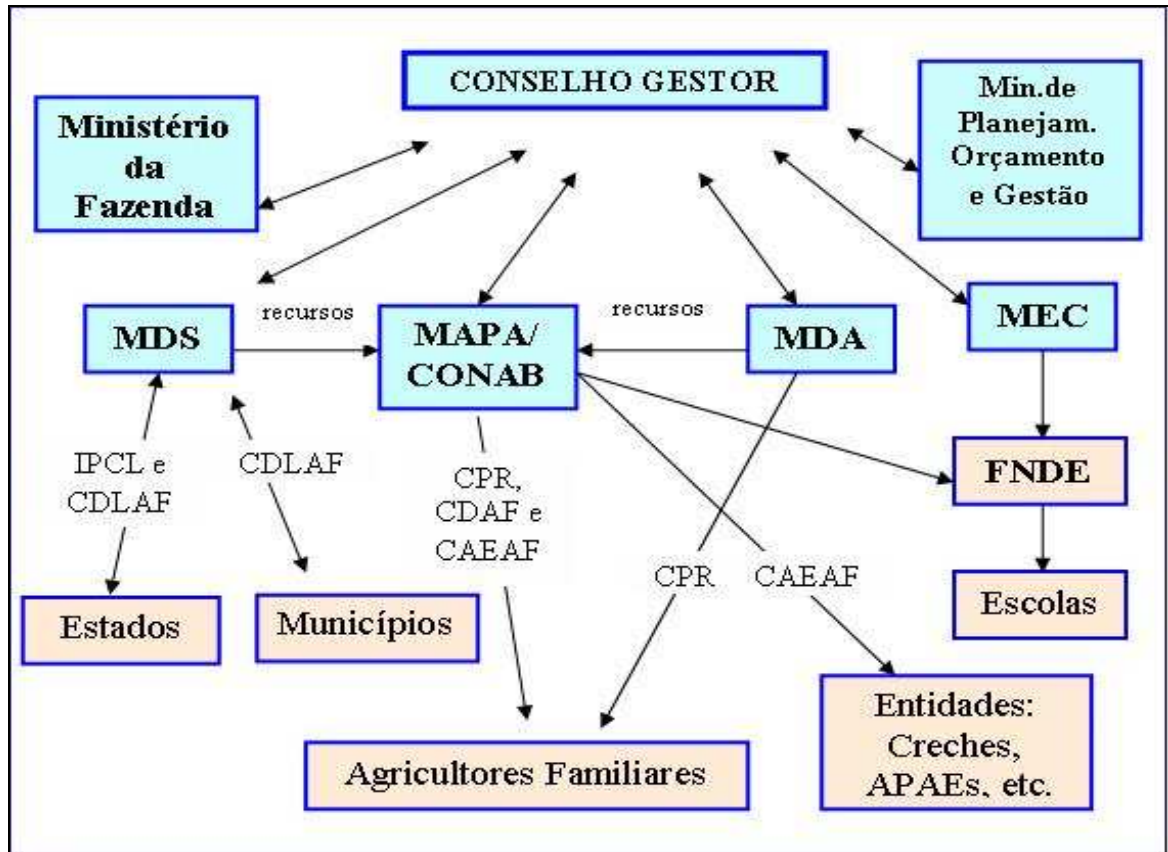 CONSELHO GESTOR
Ministério
da
Fazenda
Min.de
Planejam.
Orçamento
e Gestão
MDS
recursos
MAPA/
CONAB
recursos
MDA
MEC
IPCL e
CDLAF
CDLAF
CPR,
CDAF e
CAEAF
CPR
CAEAF
FNDE
Estados
Municípios
Escolas
Agricultores Familiares
Entidades:
Creches,
APAEs, etc.